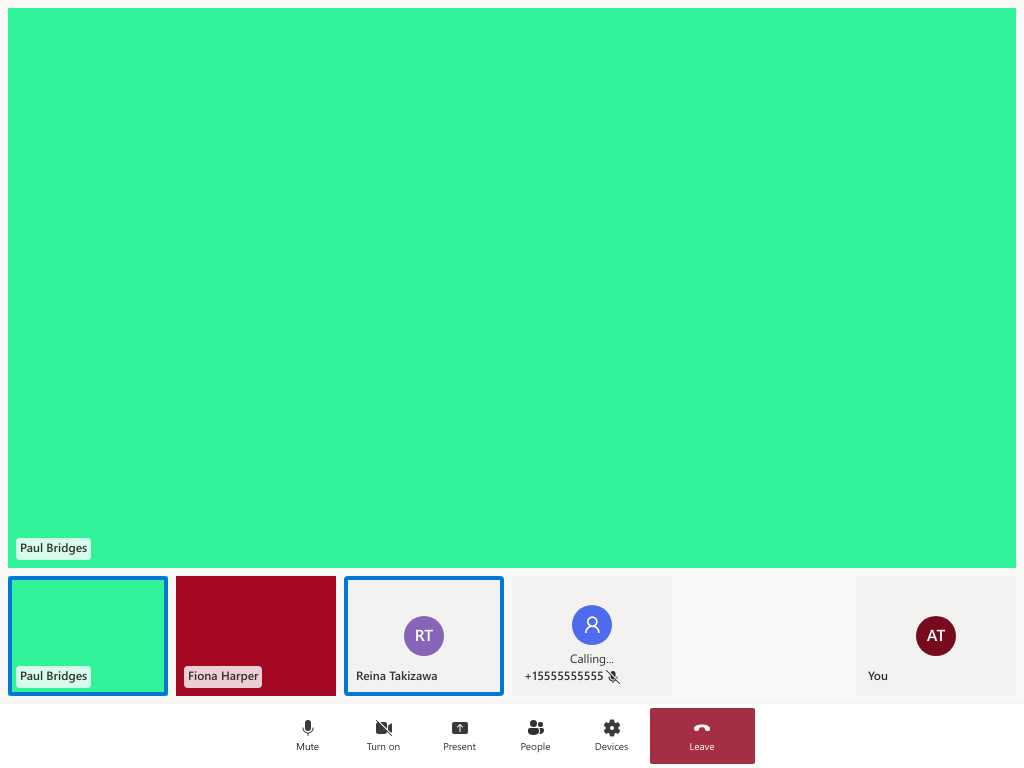 Paul Bridges
Paul Bridges
Fiona Harper
RT
Reina Takizawa
Calling...
+15555555555
AT
You
Mute
Turn on
Present
People
Devices
Leave